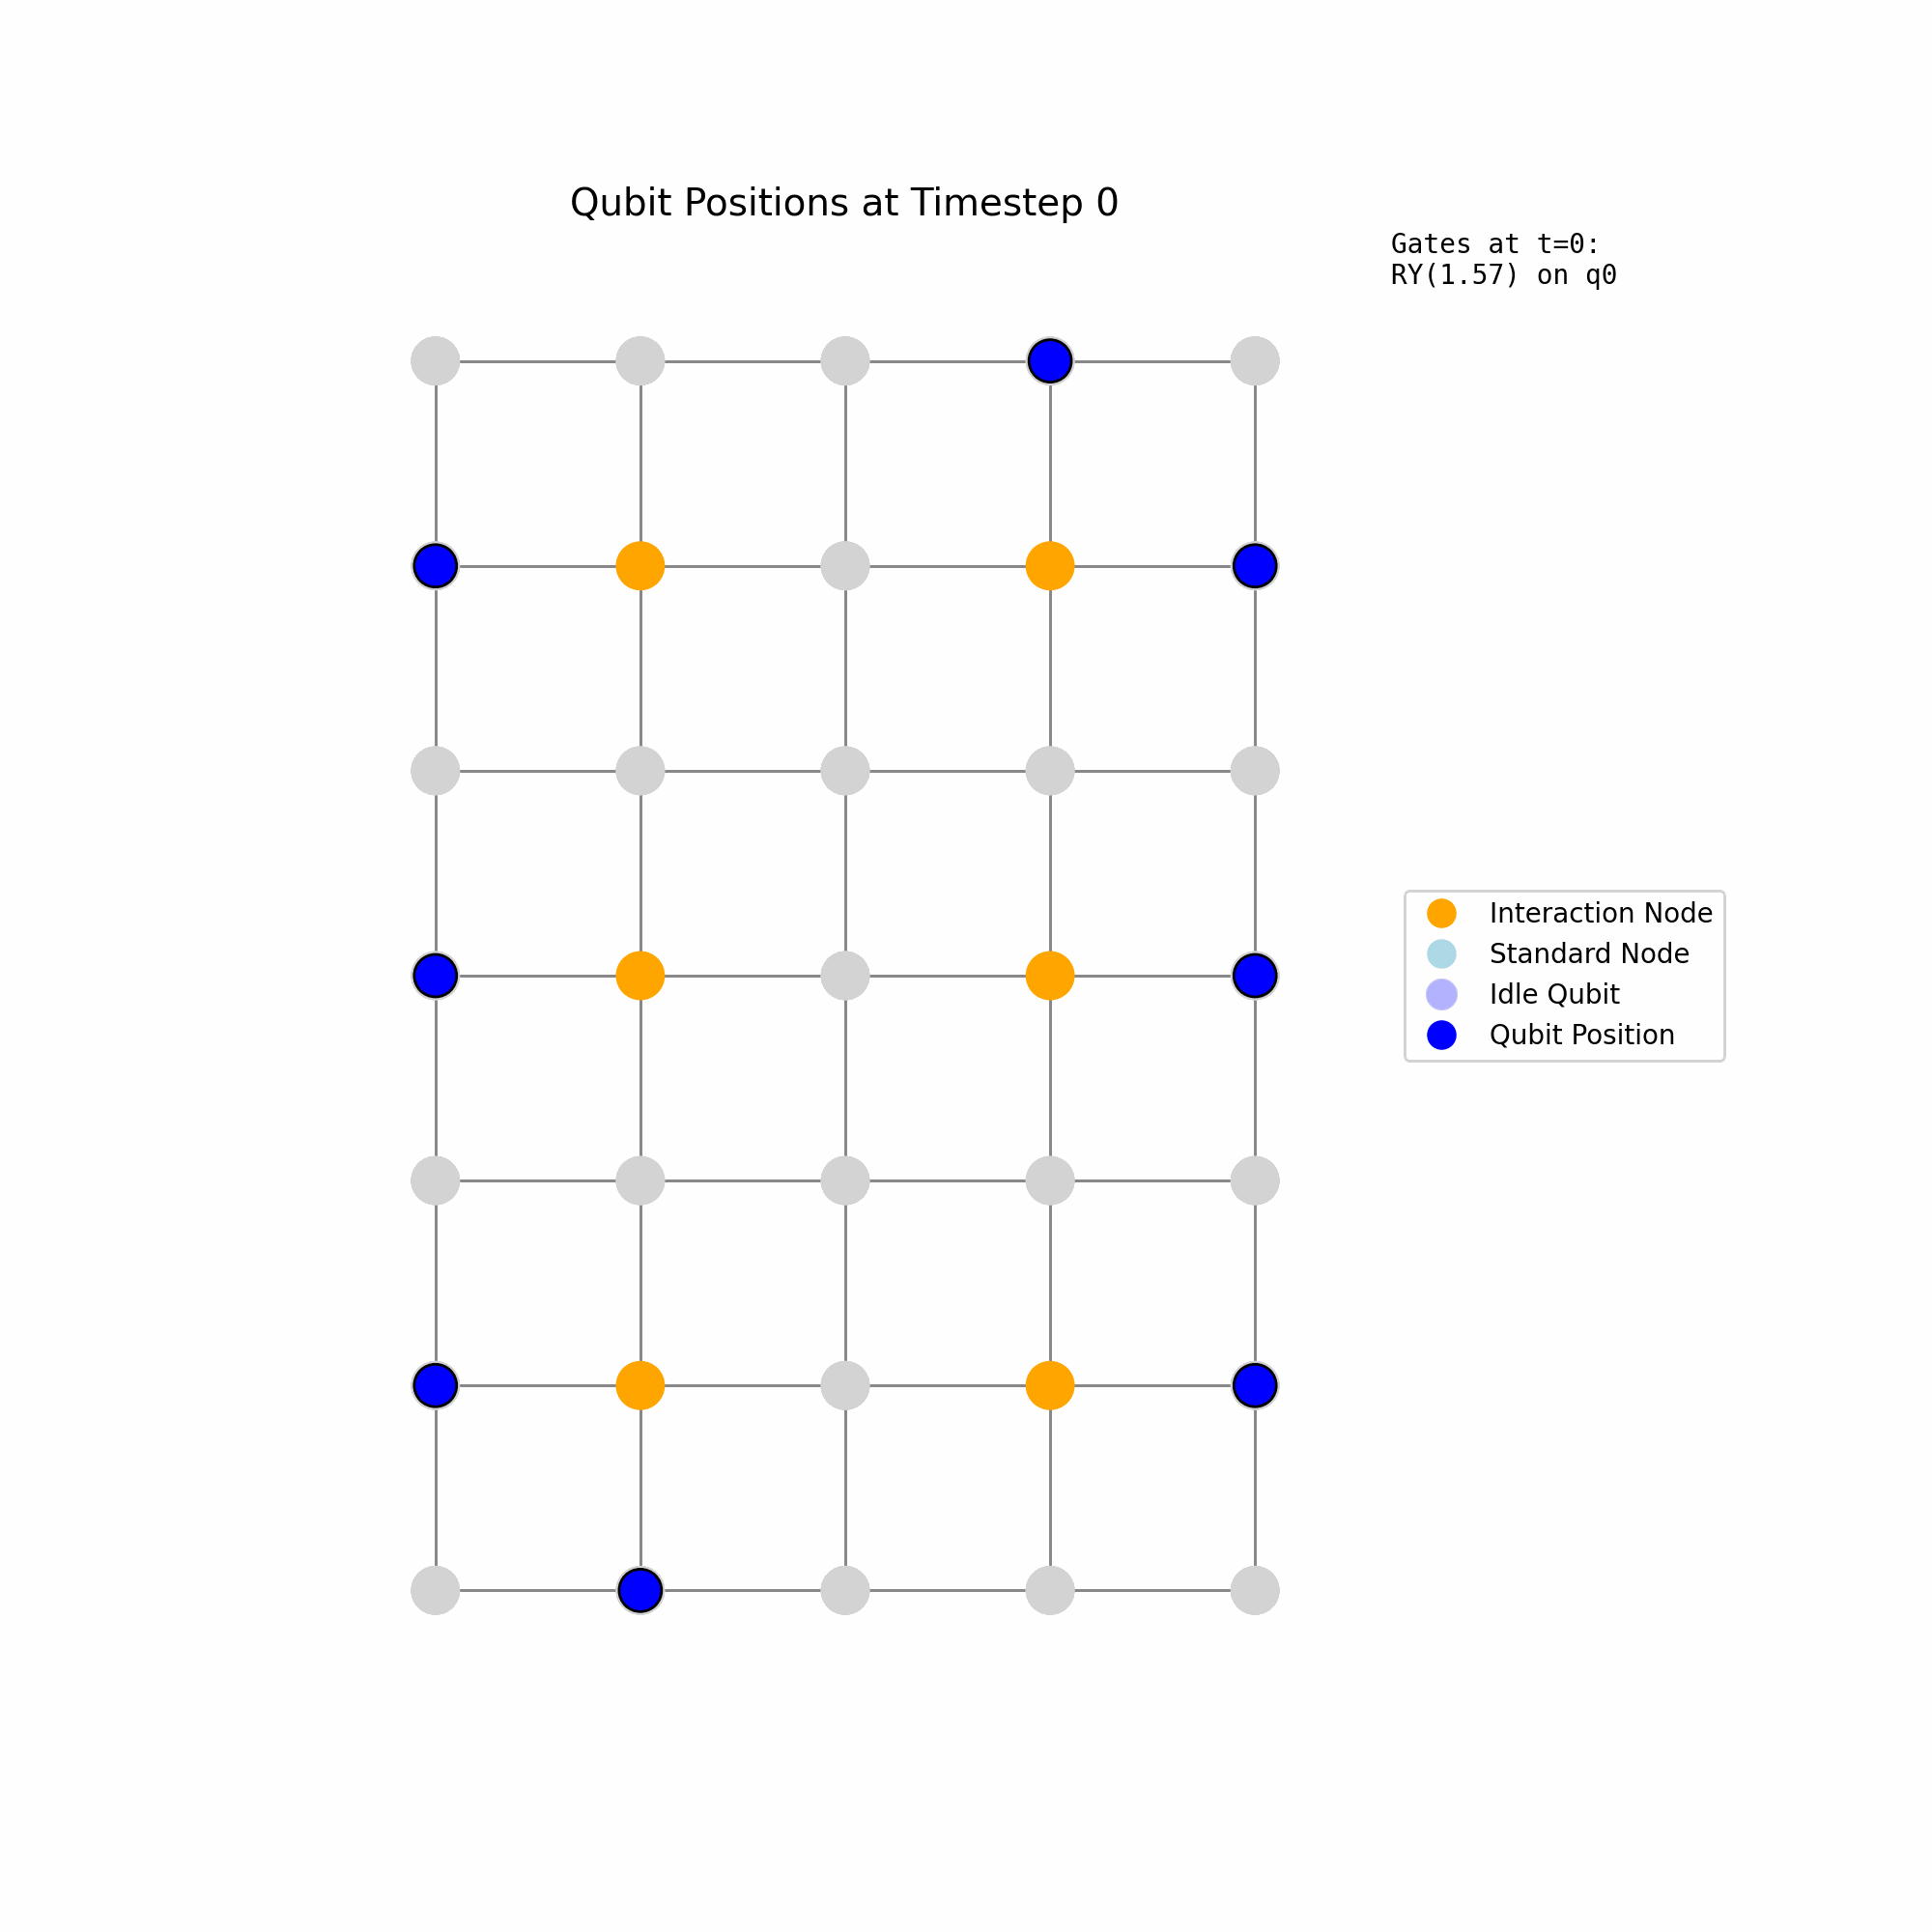 Qubit Positions at Timestep 0
Gates at t=0:
RY(1.57) on q0
Interaction Node
Standard Node
Idle Qubit
Qubit Position